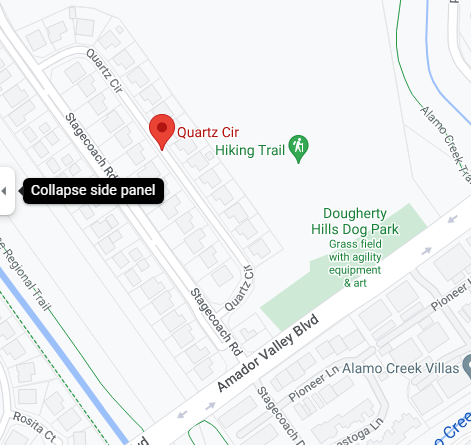 Quartz Cir
Stagecoach Rd
Quartz Cir
Hiking Trail
Alamo-Creek-Trail
Collapse side panel
Dougherty
Hills Dog Park
Grass field
with agility
equipment
& art
Regional-Trail
Quartz Cir
Stagecoach Rd
Amador Valley Blvd
Pioneer Ln
Pioneer Ln
Alamo Creek Villas
Stagecoach Rd
Rosita Ct